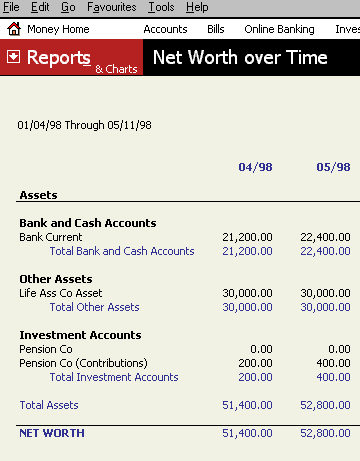 File Edit Go Favourites Tools Help
Money Home Accounts Bills Online Banking Inves
Reports & Charts Net Worth over Time
01/04/98 Through 05/11/98
04/98 05/98
Assets
Bank and Cash Accounts
Bank Current 21,200.00 22,400.00
Total Bank and Cash Accounts 21,200.00 22,400.00
Other Assets
Life Ass Co Asset 30,000.00 30,000.00
Total Other Assets 30,000.00 30,000.00
Investment Accounts
Pension Co 0.00 0.00
Pension Co (Contributions) 200.00 400.00
Total Investment Accounts 200.00 400.00
Total Assets 51,400.00 52,800.00
NET WORTH 51,400.00 52,800.00